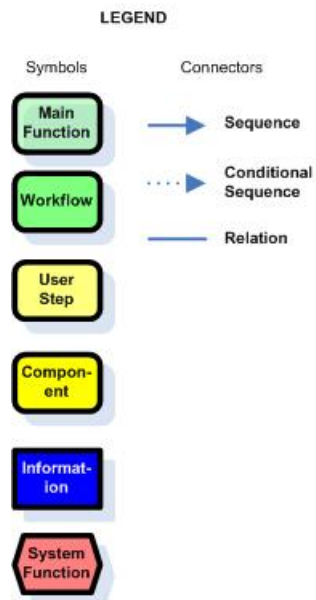 LEGEND
Symbols
Connectors
Main
Function
Sequence
Workflow
Conditional
Sequence
Relation
User
Step
Compon-
ent
Informat-
ion
System
Function